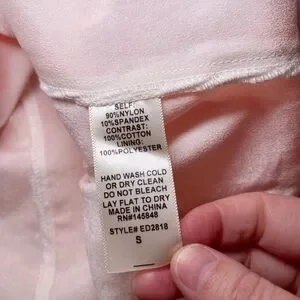 SELF:
90%NYLON
10%SPANDEX
CONTRAST:
100%COTTON
LINING:
100%POLYESTER
HAND WASH COLD
OR DRY CLEAN
DO NOT BLEACH
LAY FLAT TO DRY
MADE IN CHINA
RN#145848
STYLE# ED2818
S